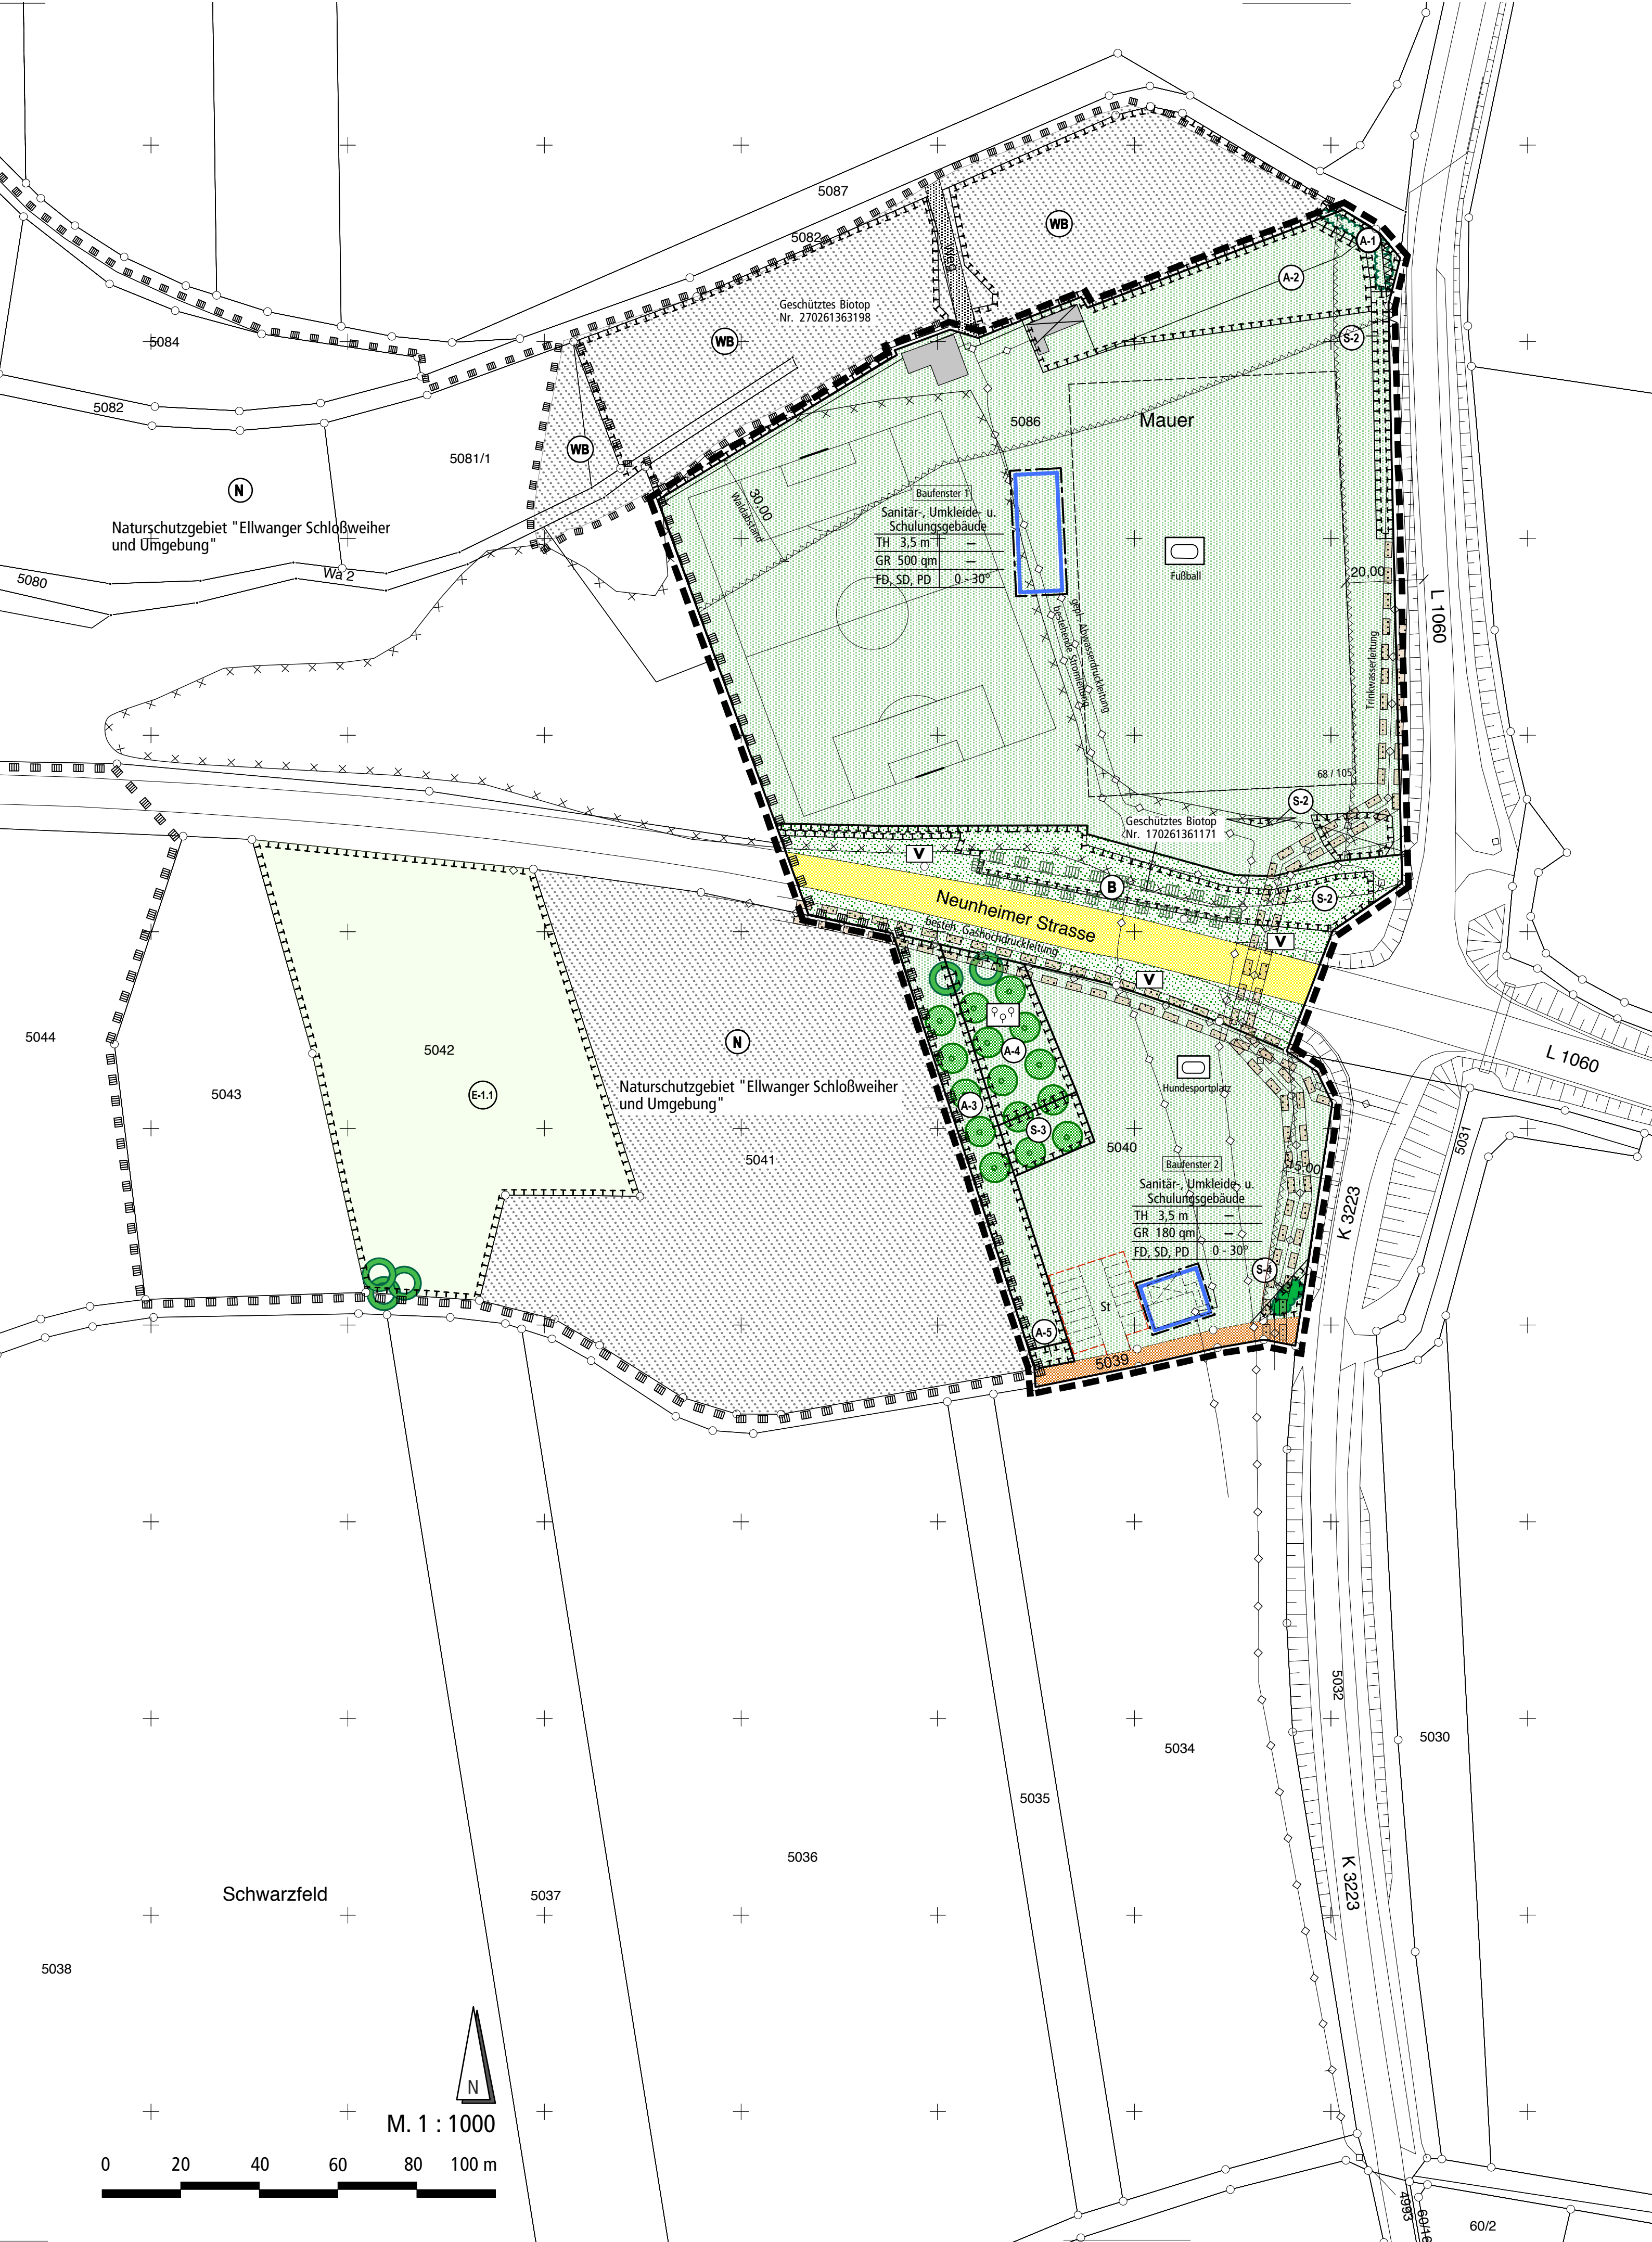 5087
WB
5082
A-1
WEG
A-2
Geschütztes Biotop
Nr. 270261363198
S-2
5084
WB
5082
5086
Mauer
WB
5081/1
N
Naturschutzgebiet "Ellwanger Schloßweiher
und Umgebung"
30,00
Waldabstand
Baufenster 1
Sanitär-, Umkleide- u.
Schulungsgebäude
TH 3,5 m –
GR 500 qm –
FD, SD, PD 0 - 30°
Fußball
20,00
L 1060
5080
Wa 2
gepl. Abwasserdruckleitung
bestehende Stromleitung
Trinkwasserleitung
68 / 105
S-2
Geschütztes Biotop
Nr. 170261361171
V
B
S-2
Neunheimer Strasse
besteh. Gashochdruckleitung
V
V
5044
5042
5043
E-1.1
N
Naturschutzgebiet "Ellwanger Schloßweiher
und Umgebung"
5041
A-4
A-3
S-3
Hundesportplatz
5040
L 1060
5031
Baufenster 2
Sanitär-, Umkleide- u.
Schulungsgebäude
TH 3,5 m –
GR 180 qm –
FD, SD, PD 0 - 30°
15,00
K 3223
S-4
St
A-5
5039
5032
5034
5030
5035
5036
K 3223
Schwarzfeld
5037
5038
N
M. 1 : 1000
0 20 40 60 80 100 m
4993
60/16
60/2